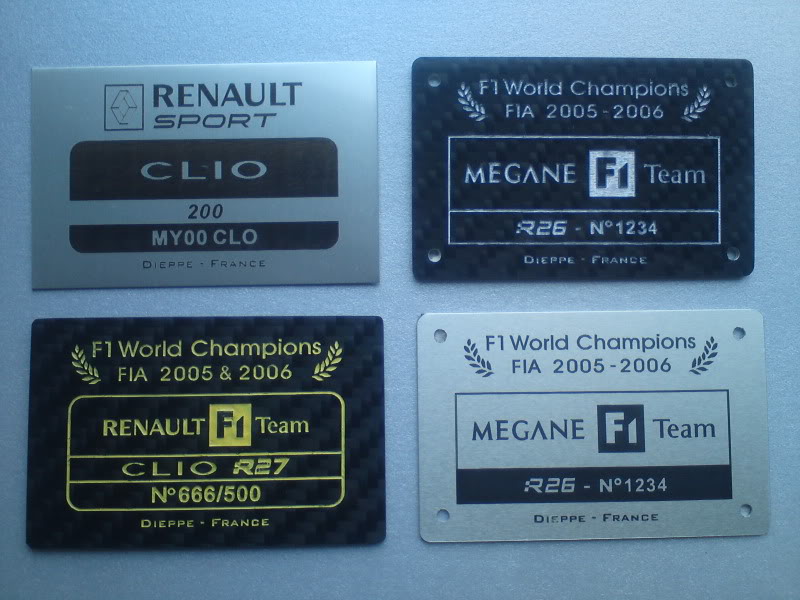 RENAULT
SPORT
CLIO
200
MY00 CLO
DIEPPE - FRANCE
F1 World Champions
FIA 2005 - 2006
MEGANE F1 Team
R26 - N°1234
DIEPPE - FRANCE
F1 World Champions
FIA 2005 & 2006
RENAULT F1 Team
CLIO R27
N°666/500
DIEPPE - FRANCE
F1 World Champions
FIA 2005 - 2006
MEGANE F1 Team
R26 - N°1234
DIEPPE - FRANCE